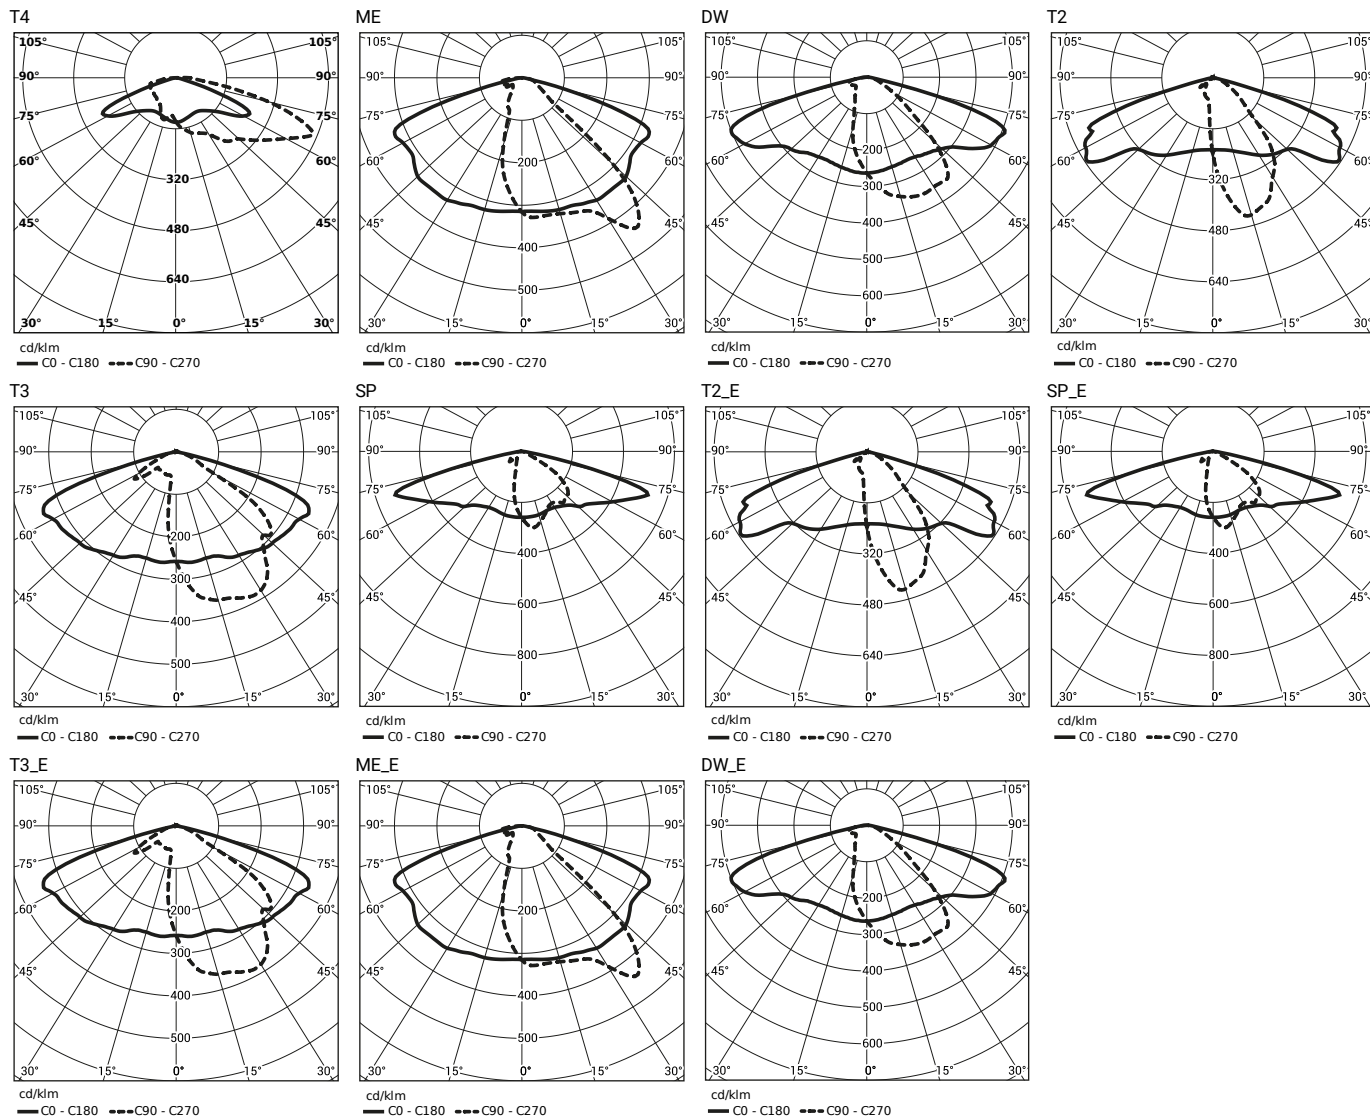 T4 ME DW T2
105° 105° 105° 105° 105° 105°
90° 90° 90° 90° 90° 90° 90° 90°
75° 75° 75° 75° 75° 75° 75° 75°
60° 60° 60° 60° 60° 60° 60° 60°
320 200 200 300 320
45° 45° 45° 45° 45° 45° 45° 45°
480 400 400 500 480
640 500 600 640
30° 15° 0° 15° 30° 30° 15° 0° 15° 30° 30° 15° 0° 15° 30° 30° 15° 0° 15° 30°
cd/klm cd/klm cd/klm cd/klm
C0 - C180 C90 - C270 C0 - C180 C90 - C270 C0 - C180 C90 - C270 C0 - C180 C90 - C270
T3 SP T2_E SP_E
105° 105° 105° 105° 105° 105° 105° 105°
90° 90° 90° 90° 90° 90° 90° 90°
75° 75° 75° 75° 75° 75° 75° 75°
60° 60° 60° 60° 60° 60° 60° 60°
200 300 400 320 400
45° 45° 45° 45° 45° 45° 45° 45°
400 600 480 600
500 800 640 800
30° 15° 0° 15° 30° 30° 15° 0° 15° 30° 30° 15° 0° 15° 30° 30° 15° 0° 15° 30°
cd/klm cd/klm cd/klm cd/klm
C0 - C180 C90 - C270 C0 - C180 C90 - C270 C0 - C180 C90 - C270 C0 - C180 C90 - C270
T3_E ME_E DW_E
105° 105° 105° 105° 105° 105°
90° 90° 90° 90° 90° 90°
75° 75° 75° 75° 75° 75°
60° 60° 60° 60° 60° 60°
200 300 200 200 300
45° 45° 45° 45° 45° 45°
400 400 400
500 500 500 600
30° 15° 0° 15° 30° 30° 15° 0° 15° 30° 30° 15° 0° 15° 30°
cd/klm cd/klm cd/klm
C0 - C180 C90 - C270 C0 - C180 C90 - C270 C0 - C180 C90 - C270